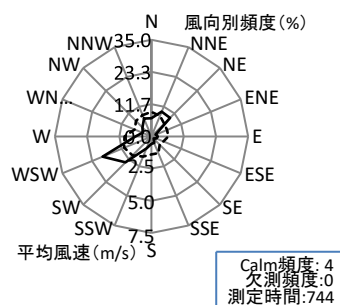 N
風向別頻度(%)
35.0
NNW
NNE
NW
23.3
NE
WN...
11.7
ENE
W
0.0
E
WSW
2.5
ESE
SW
5.0
SE
SSW
7.5
SSE
平均風速(m/s)
S
Calm頻度: 4
欠測頻度:0
測定時間:744